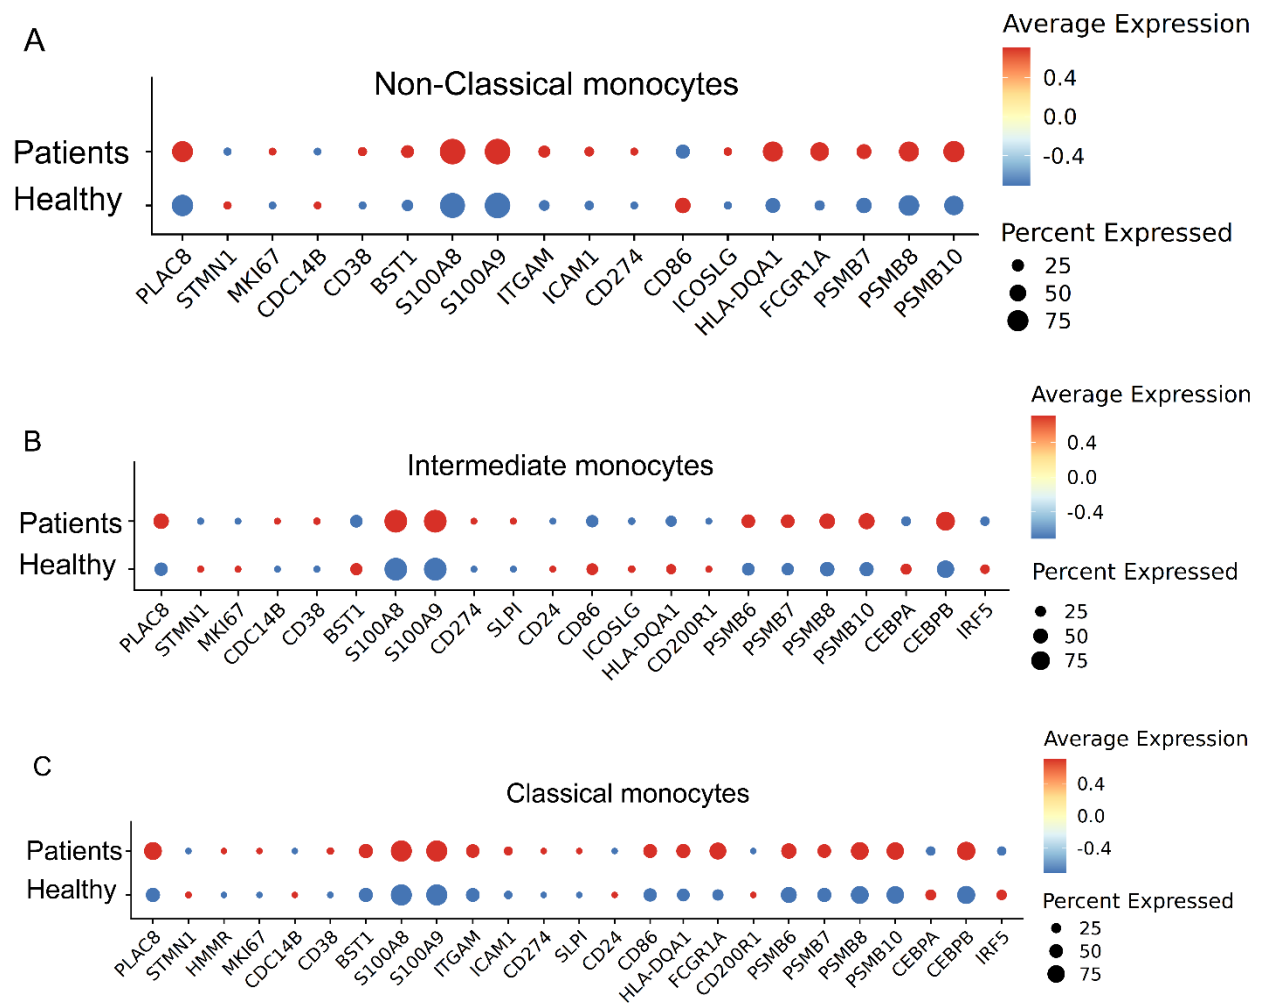 A
Non-Classical monocytes
Patients
Healthy
PLAC8
STMN1
MKI67
CDC14B
CD38
BST1
S100A8
S100A9
ITGAM
ICAM1
CD274
CD86
ICOSLG
HLA-DQA1
FCGR1A
PSMB7
PSMB8
PSMB10
Average Expression
0.4
0.0
-0.4
Percent Expressed
25
50
75
B
Intermediate monocytes
Patients
Healthy
PLAC8
STMN1
MKI67
CDC14B
CD38
BST1
S100A8
S100A9
CD274
SLPI
CD24
CD86
ICOSLG
HLA-DQA1
CD200R1
PSMB6
PSMB7
PSMB8
PSMB10
CEBPA
CEBPB
IRF5
Average Expression
0.4
0.0
-0.4
Percent Expressed
25
50
75
C
Classical monocytes
Patients
Healthy
PLAC8
STMN1
HMMR
MKI67
CDC14B
CD38
BST1
S100A8
S100A9
ITGAM
ICAM1
CD274
SLPI
CD24
CD86
HLA-DQA1
FCGR1A
CD200R1
PSMB6
PSMB7
PSMB8
PSMB10
CEBPA
CEBPB
IRF5
Average Expression
0.4
0.0
-0.4
Percent Expressed
25
50
75